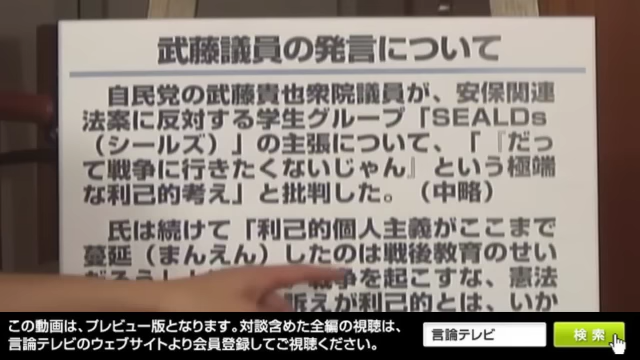 武藤議員の発言について
自民党の武藤貴也衆院議員が、安保関連
法案に反対する学生グループ「SEALDs
（シールズ）」の主張について、「『だっ
て戦争に行きたくないじゃん』という極端
な利己的考え」と批判した。（中略）
氏は続けて「利己的個人主義がここまで
蔓延（まんえん）したのは戦後教育のせい
だろう」 争を起こすな、憲法
訴えが利己的とは、いか
この動画は、プレビュー版となります。対談含めた全編の視聴は、
言論テレビのウェブサイトより会員登録してご視聴ください。
言論テレビ
検索